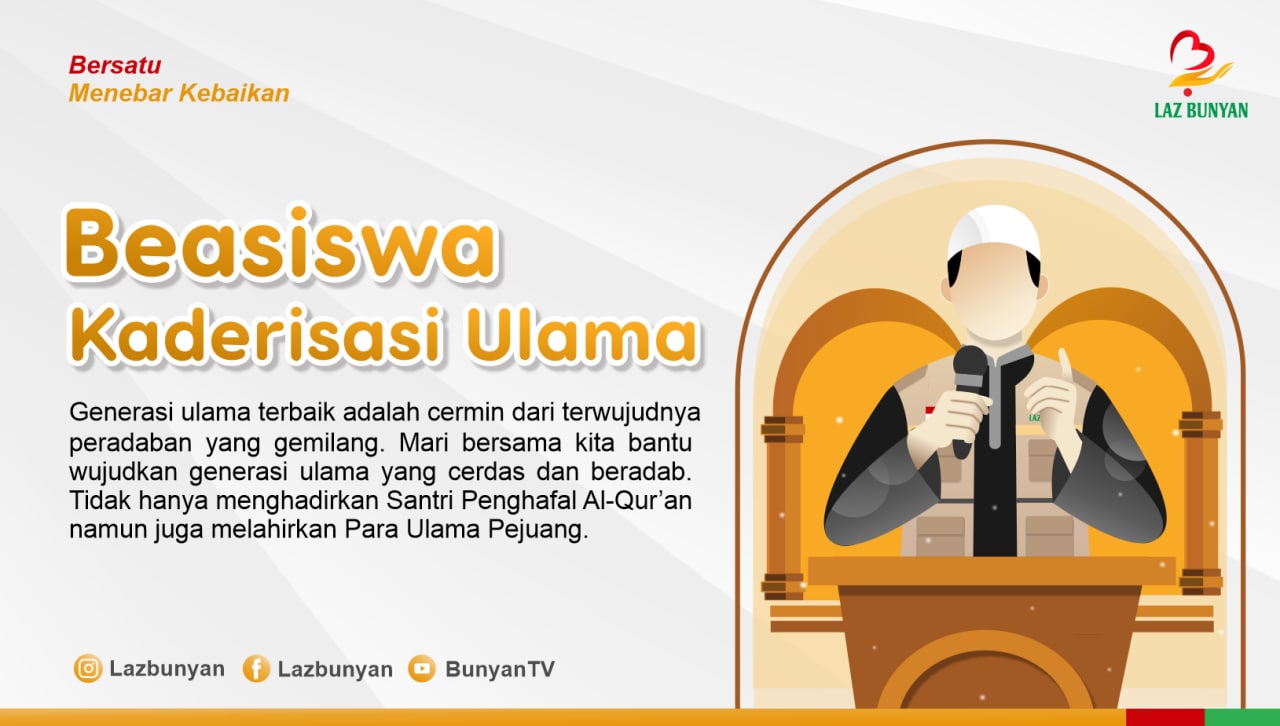 Bersatu
Menebar Kebaikan
LAZ BUNYAN
Beasiswa
Kaderisasi Ulama
Generasi ulama terbaik adalah cermin dari terwujudnya
peradaban yang gemilang. Mari bersama kita bantu
wujudkan generasi ulama yang cerdas dan beradab.
Tidak hanya menghadirkan Santri Penghafal Al-Qur’an
namun juga melahirkan Para Ulama Pejuang.
Lazbunyan Lazbunyan BunyanTV